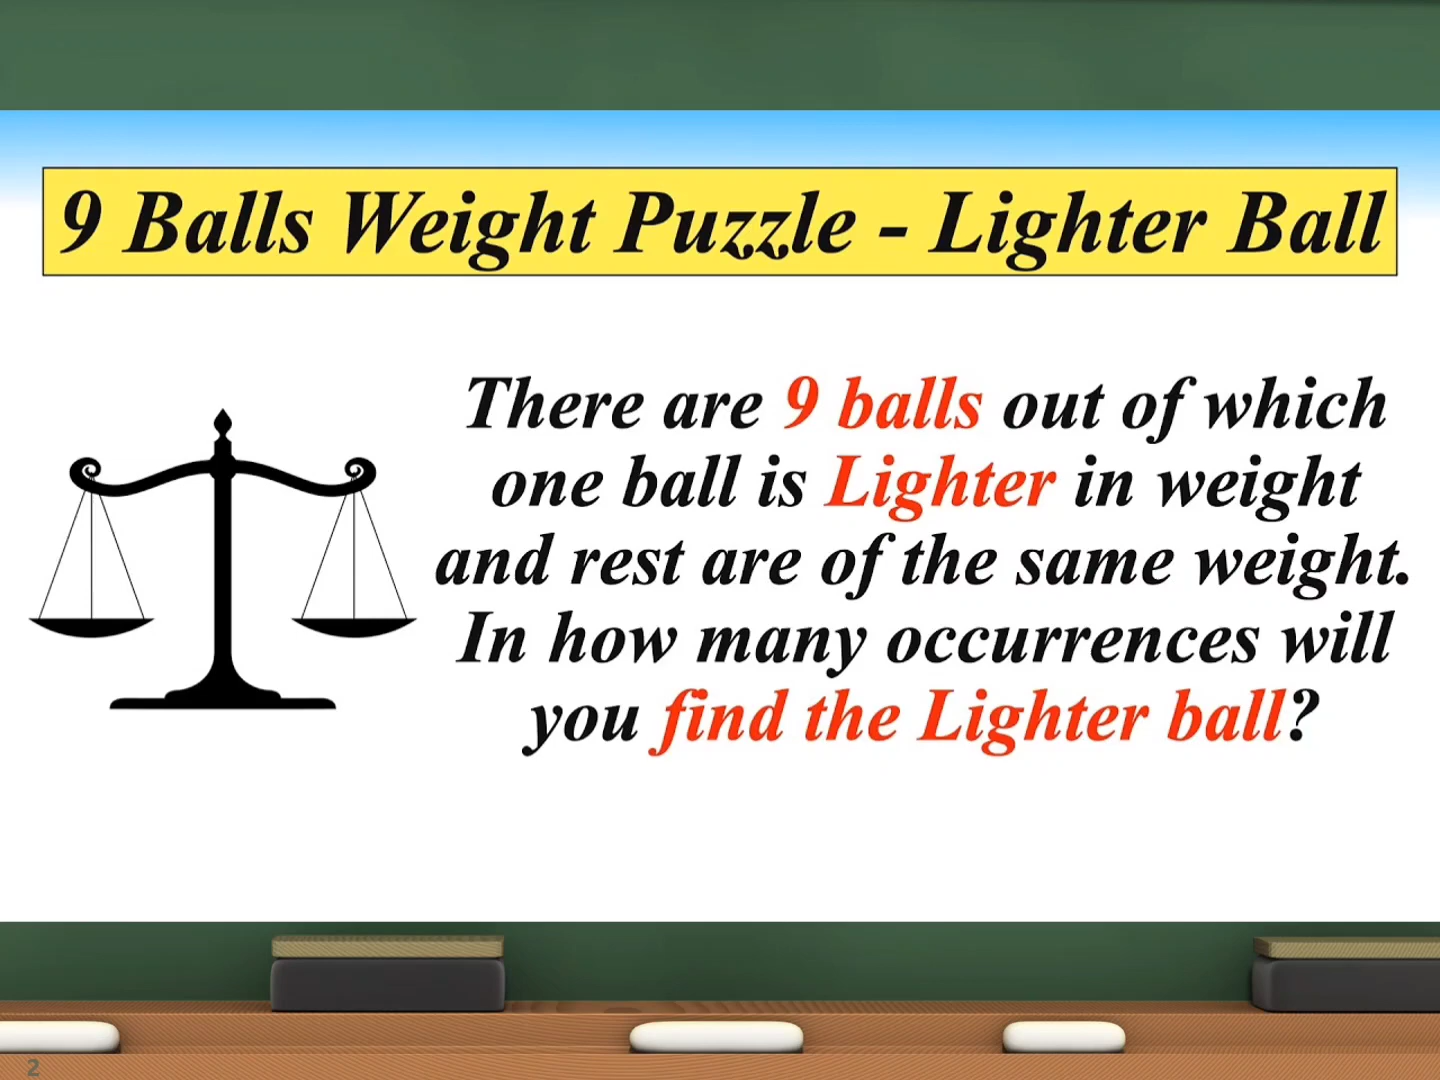 9 Balls Weight Puzzle - Lighter Ball
There are 9 balls out of which
one ball is Lighter in weight
and rest are of the same weight.
In how many occurrences will
you find the Lighter ball?
2